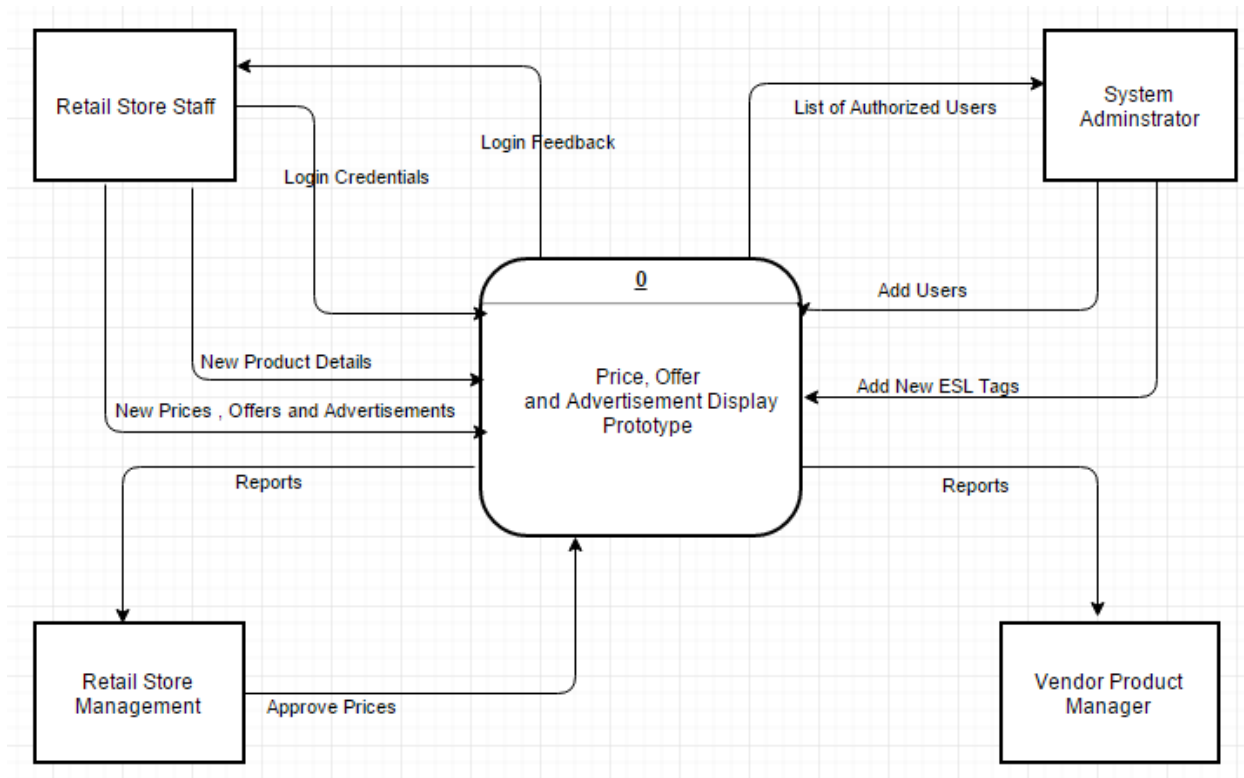 Retail Store Staff
System
Adminstrator
List of Authorized Users
Login Feedback
Login Credentials
0
Add Users
New Product Details
Price, Offer
and Advertisement Display
Prototype
Add New ESL Tags
New Prices , Offers and Advertisements
Reports
Reports
Retail Store
Management
Approve Prices
Vendor Product
Manager